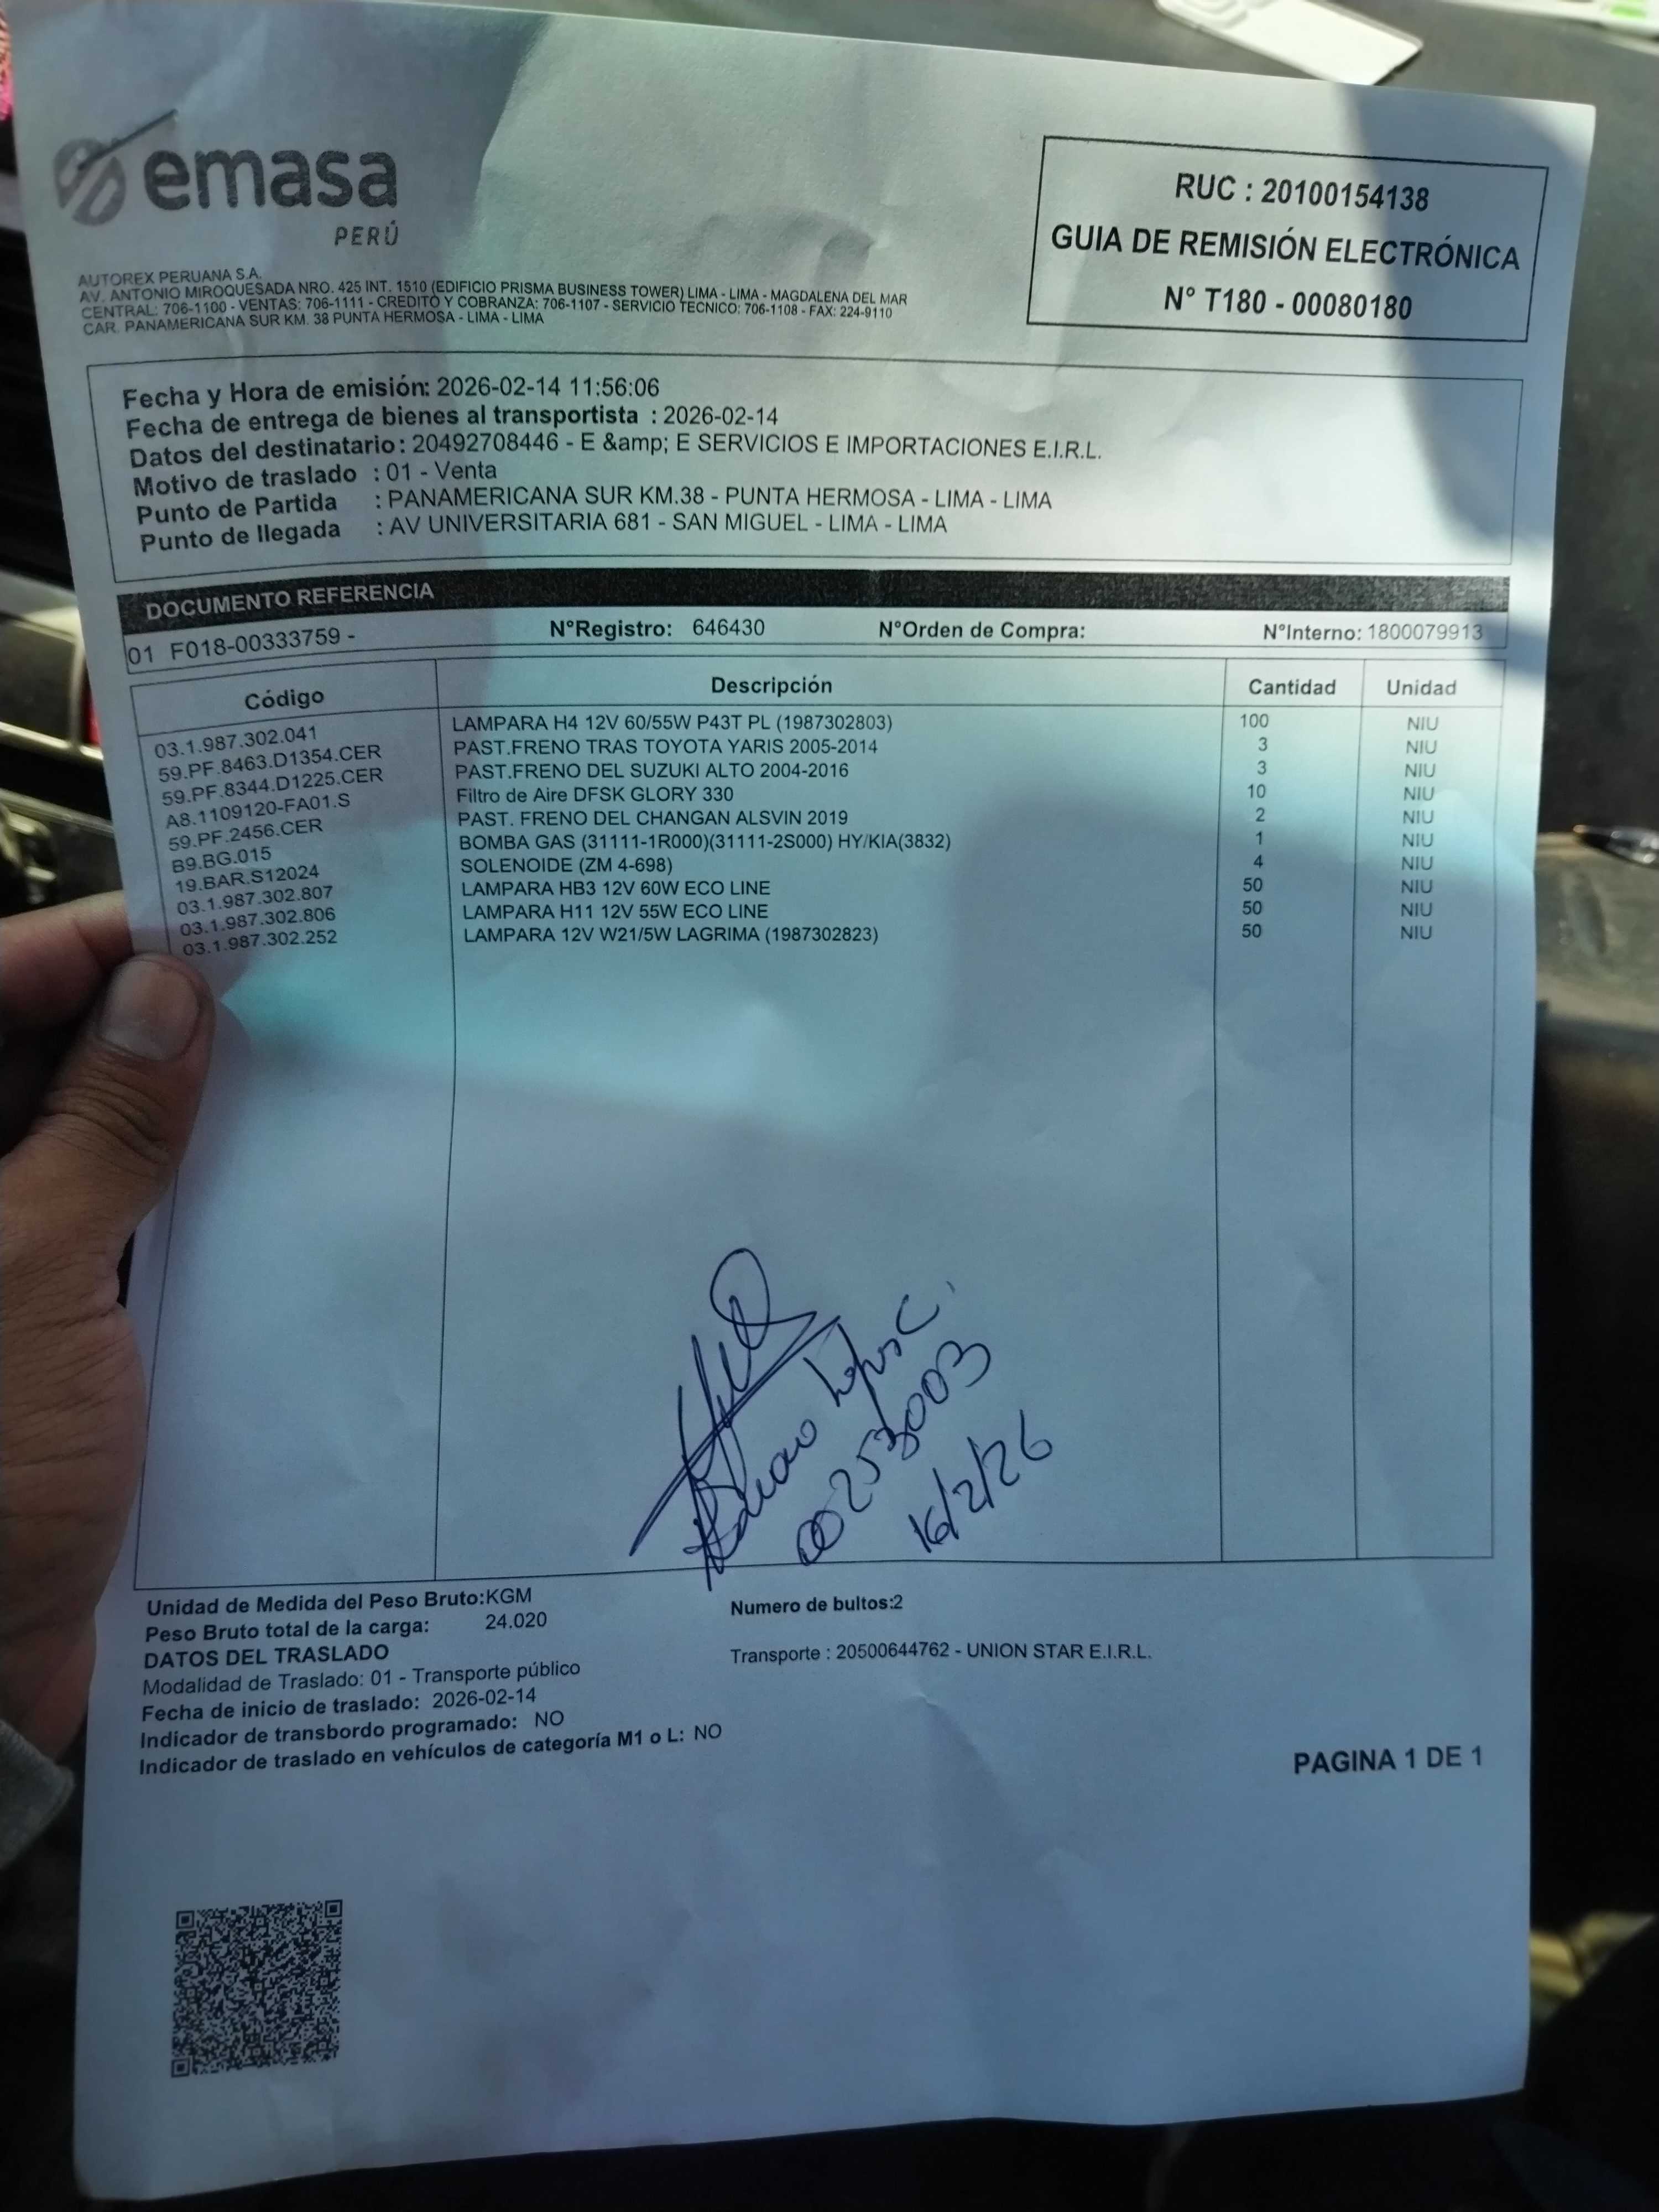 emasa
PERÚ
RUC : 20100154138
GUIA DE REMISIÓN ELECTRÓNICA
N° T180 - 00080180
AUTOREX PERUANA S.A.
AV. ANTONIO MIROQUESADA NRO. 425 INT. 1510 (EDIFICIO PRISMA BUSINESS TOWER) LIMA - LIMA - MAGDALENA DEL MAR
CENTRAL: 706-1100 - VENTAS: 706-1111 - CREDITO Y COBRANZA: 706-1107 - SERVICIO TECNICO: 706-1108 - FAX: 224-9110
CAR. PANAMERICANA SUR KM. 38 PUNTA HERMOSA - LIMA - LIMA
Fecha y Hora de emisión: 2026-02-14 11:56:06
Fecha de entrega de bienes al transportista : 2026-02-14
Datos del destinatario: 20492708446 - E &amp; E SERVICIOS E IMPORTACIONES E.I.R.L.
Motivo de traslado : 01 - Venta
Punto de Partida : PANAMERICANA SUR KM.38 - PUNTA HERMOSA - LIMA - LIMA
Punto de llegada : AV UNIVERSITARIA 681 - SAN MIGUEL - LIMA - LIMA
DOCUMENTO REFERENCIA
01 F018-00333759 - N°Registro: 646430 N°Orden de Compra: N°Interno: 1800079913
Código Descripción Cantidad Unidad
03.1.987.302.041 LAMPARA H4 12V 60/55W P43T PL (1987302803) 100 NIU
59.PF.8463.D1354.CER PAST.FRENO TRAS TOYOTA YARIS 2005-2014 3 NIU
59.PF.8344.D1225.CER PAST.FRENO DEL SUZUKI ALTO 2004-2016 3 NIU
A8.1109120-FA01.S Filtro de Aire DFSK GLORY 330 10 NIU
59.PF.2456.CER PAST. FRENO DEL CHANGAN ALSVIN 2019 2 NIU
B9.BG.015 BOMBA GAS (31111-1R000)(31111-2S000) HY/KIA(3832) 1 NIU
19.BAR.S12024 SOLENOIDE (ZM 4-698) 4 NIU
03.1.987.302.807 LAMPARA HB3 12V 60W ECO LINE 50 NIU
03.1.987.302.806 LAMPARA H11 12V 55W ECO LINE 50 NIU
03.1.987.302.252 LAMPARA 12V W21/5W LAGRIMA (1987302823) 50 NIU
16/2/26
Unidad de Medida del Peso Bruto:KGM Numero de bultos:2
Peso Bruto total de la carga: 24.020
DATOS DEL TRASLADO Transporte : 20500644762 - UNION STAR E.I.R.L.
Modalidad de Traslado: 01 - Transporte público
Fecha de inicio de traslado: 2026-02-14
Indicador de transbordo programado: NO
Indicador de traslado en vehículos de categoría M1 o L: NO
PAGINA 1 DE 1